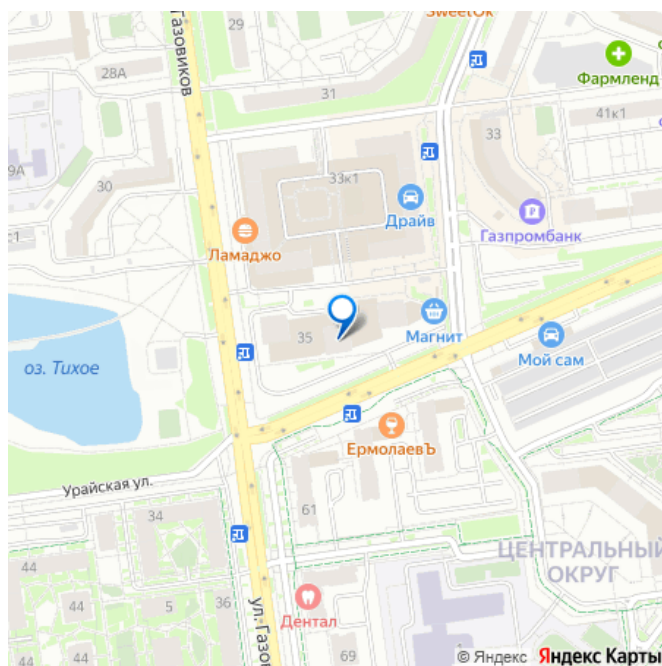 SweetOk
Газовиков
29
28А
31
Фармленд
Ф
41к1
33
9А
30
33к1
Драйв
Газпромбанк
Ламаджо
с1
35
Магнит
Мой сам
оз. Тихое
ЕрмолаевЪ
Урайская ул.
34
61
ЦЕНТРАЛЬНЫЙ
ОКРУГ
44
44
44
5
36
ул. Газо
Дентал
69
© Яндекс Яндекс Карты